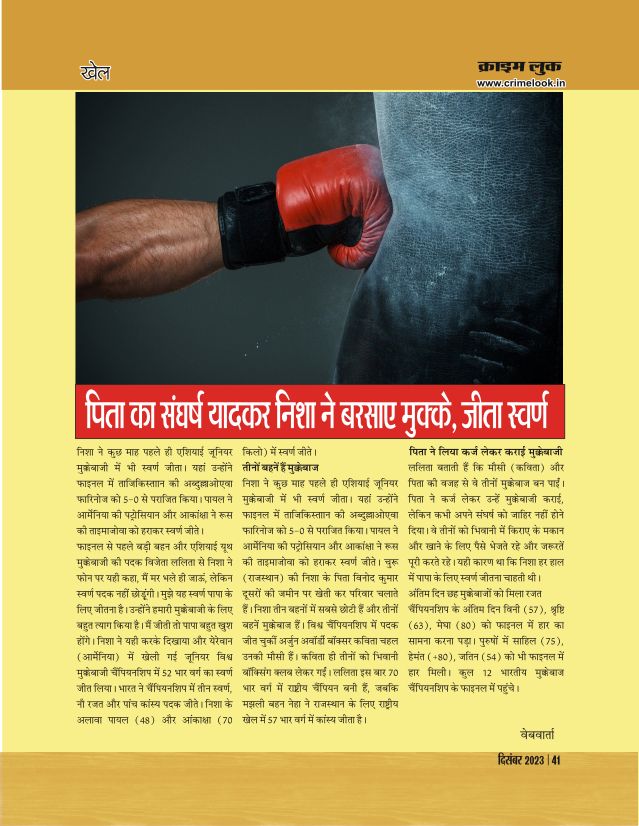 खेल
क्राइम लुक
www.crimelook.in
पिता का संघर्ष यादकर निशा ने बरसाए मुक्के, जीता स्वर्ण
निशा ने कुछ माह पहले ही एशियाई जूनियर
मुक्केबाजी में भी स्वर्ण जीता। यहां उन्होंने
फाइनल में ताजिकिस्ताान की अब्दुल्लाओएवा
फारिनोज को 5-0 से पराजित किया। पायल ने
आर्मेनिया की पट्रोसियान और आकांक्षा ने रूस
की ताइमाजोवा को हराकर स्वर्ण जीते।
फाइनल से पहले बड़ी बहन और एशियाई यूथ
मुक्केबाजी की पदक विजेता ललिता से निशा ने
फोन पर यही कहा, मैं मर भले ही जाऊं, लेकिन
स्वर्ण पदक नहीं छोडूंगी। मुझे यह स्वर्ण पापा के
लिए जीतना है। उन्होंने हमारी मुक्केबाजी के लिए
बहुत त्याग किया है। मैं जीती तो पापा बहुत खुश
होंगे। निशा ने यही करके दिखाया और येरेवान
(आर्मेनिया) में खेली गई जूनियर विश्व
मुक्केबाजी चैंपियनशिप में 52 भार वर्ग का स्वर्ण
जीत लिया। भारत ने चैंपियनशिप में तीन स्वर्ण,
नौ रजत और पांच कांस्य पदक जीते। निशा के
अलावा पायल (48) और आंकाक्षा (70
किलो) में स्वर्ण जीते।
तीनों बहनें हैं मुक्केबाज
निशा ने कुछ माह पहले ही एशियाई जूनियर
मुक्केबाजी में भी स्वर्ण जीता। यहां उन्होंने
फाइनल में ताजिकिस्ताान की अब्दुल्लाओएवा
फारिनोज को 5-0 से पराजित किया। पायल ने
आर्मेनिया की पट्रोसियान और आकांक्षा ने रूस
की ताइमाजोवा को हराकर स्वर्ण जीते। चुरू
(राजस्थान) की निशा के पिता विनोद कुमार
दूसरों की जमीन पर खेती कर परिवार चलाते
हैं। निशा तीन बहनों में सबसे छोटी हैं और तीनों
बहनें मुक्केबाज हैं। विश्व चैंपियनशिप में पदक
जीत चुकीं अर्जुन अवॉर्डी बॉक्सर कविता चहल
उनकी मौसी हैं। कविता ही तीनों को भिवानी
बॉक्सिंग क्लब लेकर गईं। ललिता इस बार 70
भार वर्ग में राष्ट्रीय चैंपियन बनी हैं, जबकि
मझली बहन नेहा ने राजस्थान के लिए राष्ट्रीय
खेल में 57 भार वर्ग में कांस्य जीता है।
पिता ने लिया कर्ज लेकर कराई मुक्केबाजी
ललिता बताती हैं कि मौसी (कविता) और
पिता की वजह से वे तीनों मुक्केबाज बन पाईं।
पिता ने कर्ज लेकर उन्हें मुक्केबाजी कराई,
लेकिन कभी अपने संघर्ष को जाहिर नहीं होने
दिया। वे तीनों को भिवानी में किराए के मकान
और खाने के लिए पैसे भेजते रहे और जरूरतें
पूरी करते रहे। यही कारण था कि निशा हर हाल
में पापा के लिए स्वर्ण जीतना चाहती थी।
अंतिम दिन छह मुक्केबाजों को मिला रजत
चैंपियनशिप के अंतिम दिन विनी (57), श्रृष्टि
(63), मेघा (80) को फाइनल में हार का
सामना करना पड़ा। पुरुषों में साहिल (75),
हेमंत (+80), जतिन (54) को भी फाइनल में
हार मिली। कुल 12 भारतीय मुक्केबाज
चैंपियनशिप के फाइनल में पहुंचे।
वेबवार्ता
दिसंबर 2023 | 41